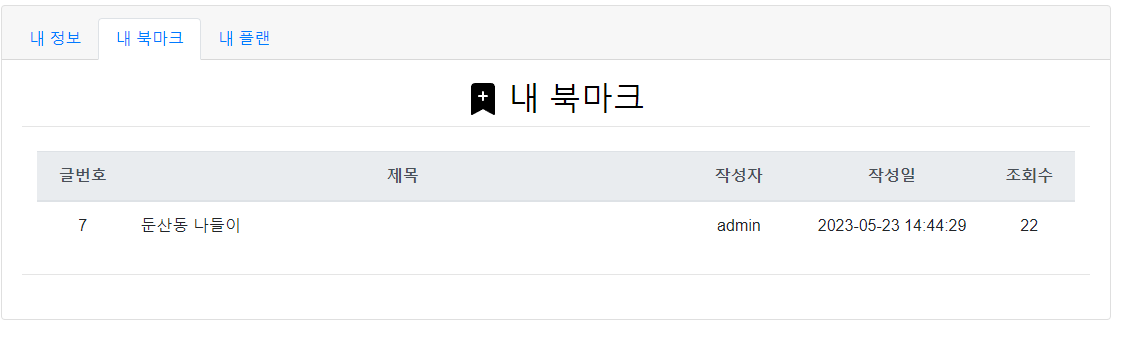 내 정보 내 북마크 내 플랜
내 북마크
글번호 제목 작성자 작성일 조회수
7 둔산동 나들이 admin 2023-05-23 14:44:29 22